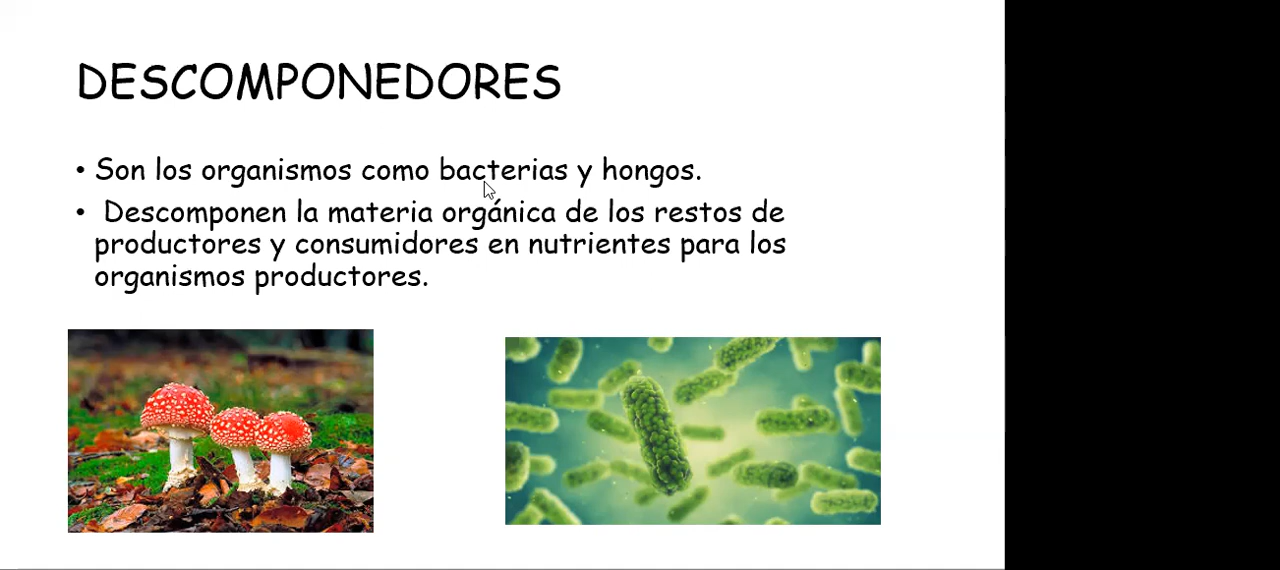 DESCOMPONEDORES
• Son los organismos como bacterias y hongos.
• Descomponen la materia orgánica de los restos de
productores y consumidores en nutrientes para los
organismos productores.